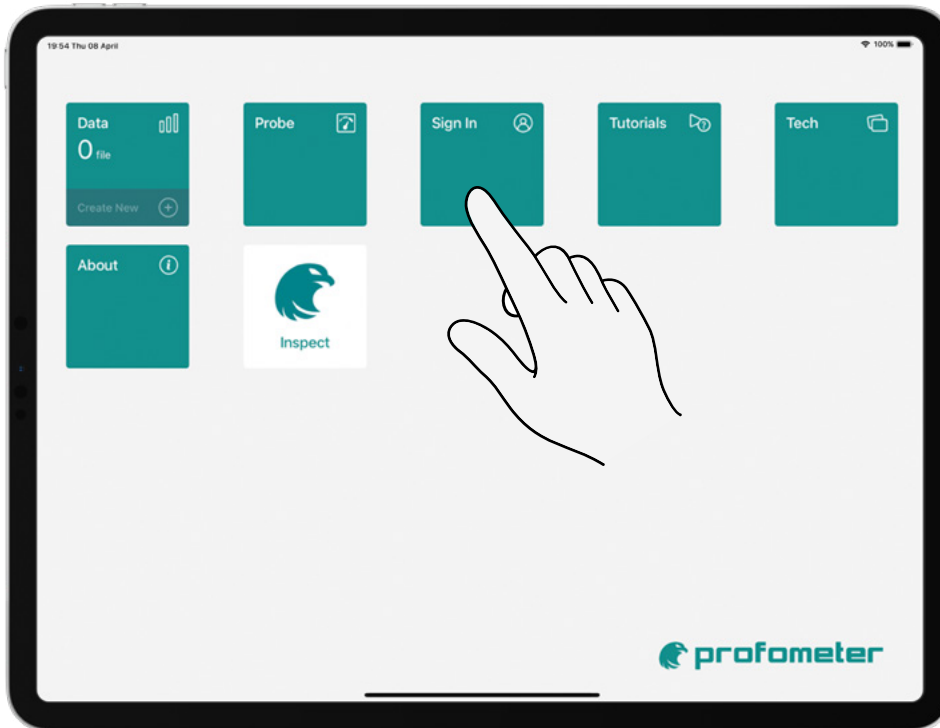 19:54 Thu 08 April
100%
Data
0 file
Create New
Probe
Sign In
Tutorials
Tech
About
Inspect
profometer